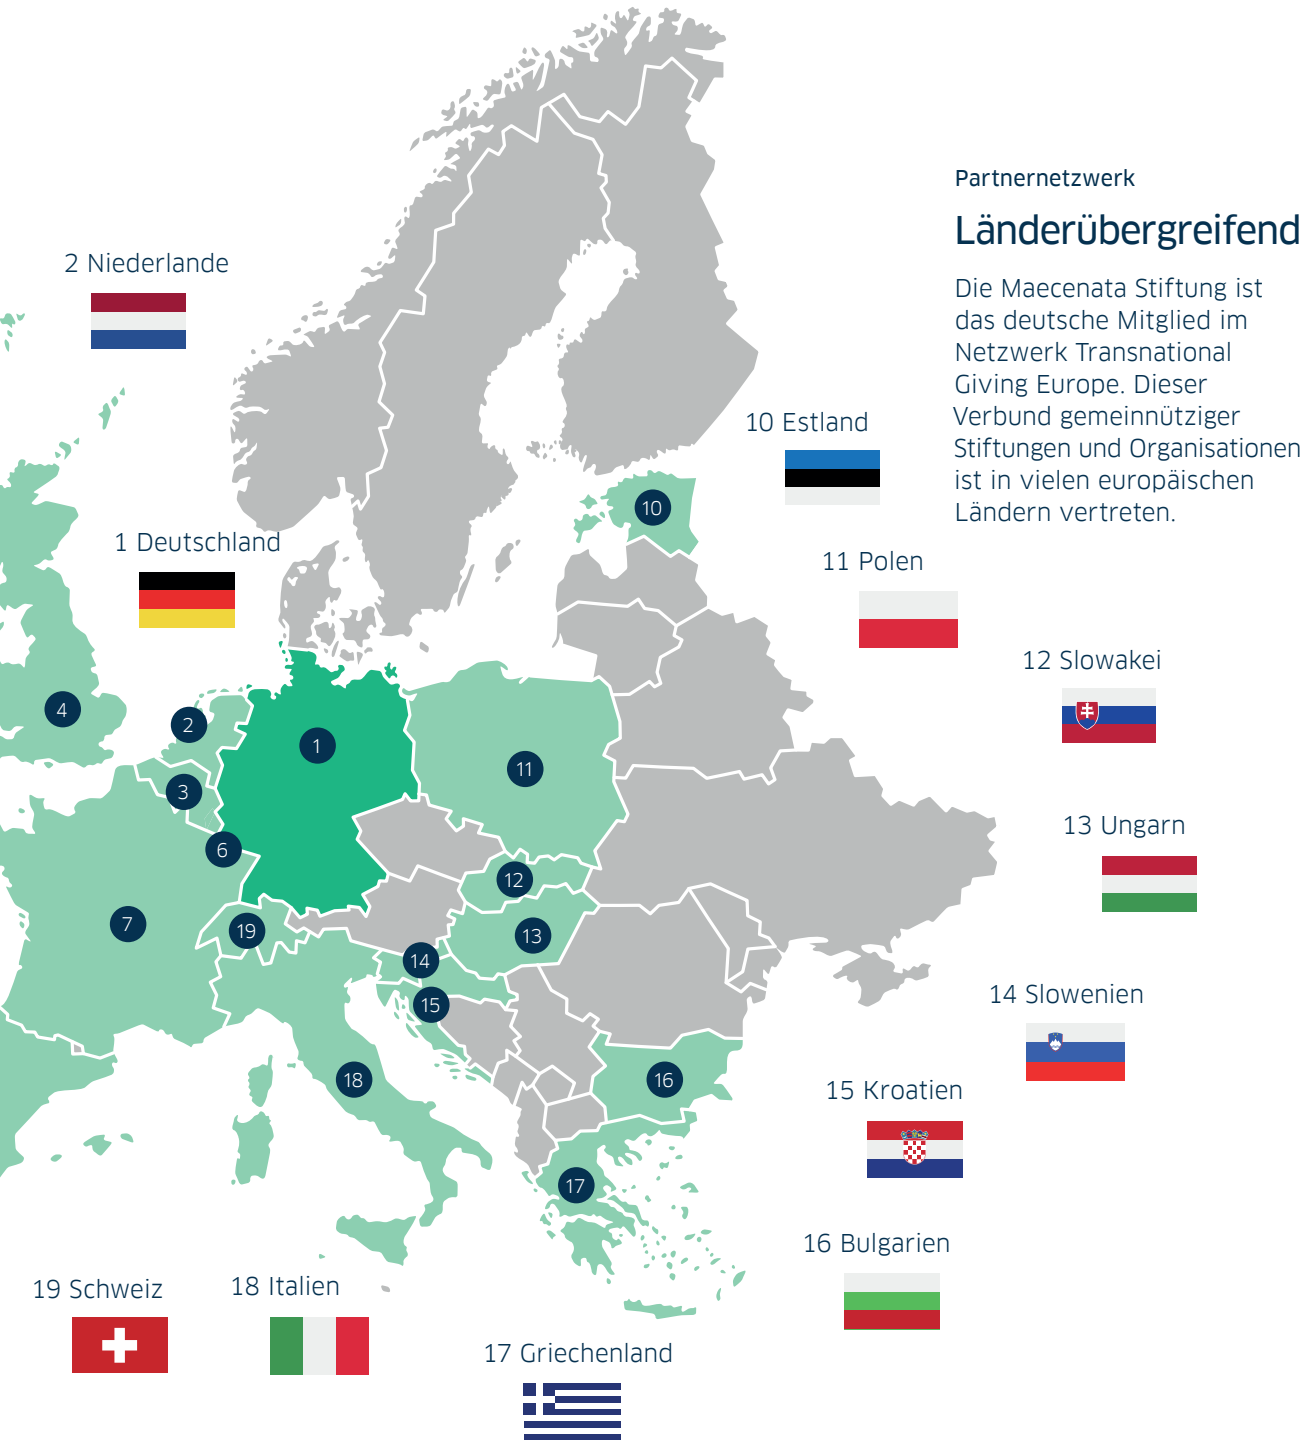 Partnernetzwerk
Länderübergreifend
Die Maecenata Stiftung ist
das deutsche Mitglied im
Netzwerk Transnational
Giving Europe. Dieser
Verbund gemeinnütziger
Stiftungen und Organisationen
ist in vielen europäischen
Ländern vertreten.
2 Niederlande
10 Estland
1 Deutschland
11 Polen
12 Slowakei
13 Ungarn
14 Slowenien
15 Kroatien
16 Bulgarien
19 Schweiz
18 Italien
17 Griechenland
10
4
2
1
11
3
6
12
7
19
13
14
15
18
16
17